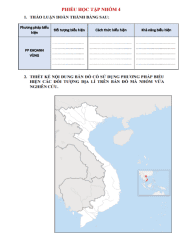 PHIẾU HỌC TẬP NHÓM 4
1. THẢO LUẬN HOÀN THÀNH BẢNG SAU:
Phương pháp biểu hiện
Đối tượng biểu hiện
Cách thức biểu hiện
Khả năng biểu hiện
PP KHOANH VÙNG
2. THIẾT KẾ NỘI DUNG BẢN ĐỒ CÓ SỬ DỤNG PHƯƠNG PHÁP BIỂU
HIỆN CÁC ĐỐI TƯỢNG ĐỊA LÍ TRÊN BẢN ĐỒ MÀ NHÓM VỪA
NGHIÊN CỨU.